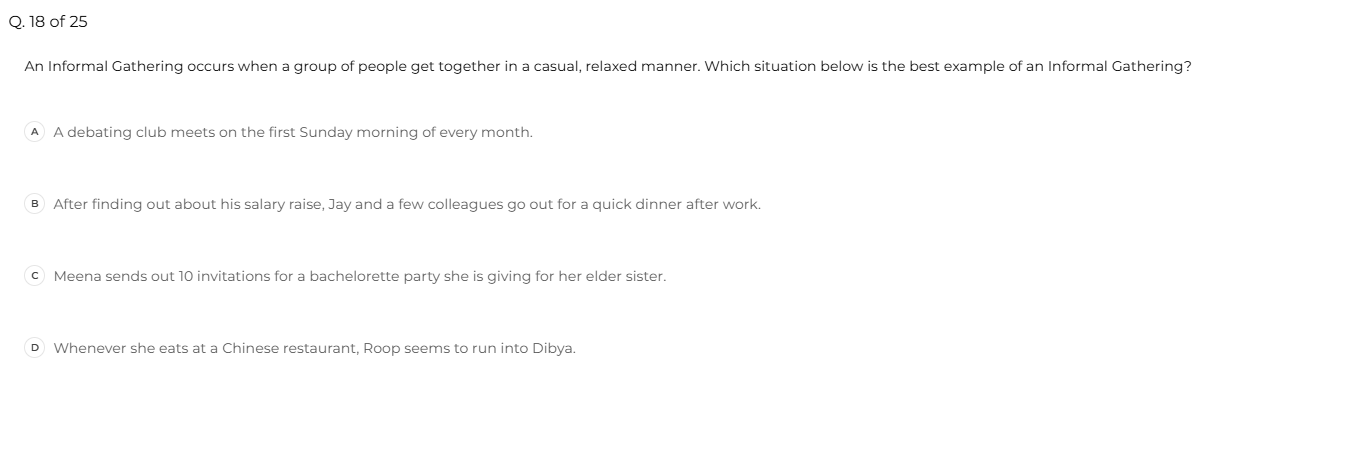 Q. 18 of 25
An Informal Gathering occurs when a group of people get together in a casual, relaxed manner. Which situation below is the best example of an Informal Gathering?
A A debating club meets on the first Sunday morning of every month.
B After finding out about his salary raise, Jay and a few colleagues go out for a quick dinner after work.
C Meena sends out 10 invitations for a bachelorette party she is giving for her elder sister.
D Whenever she eats at a Chinese restaurant, Roop seems to run into Dibya.